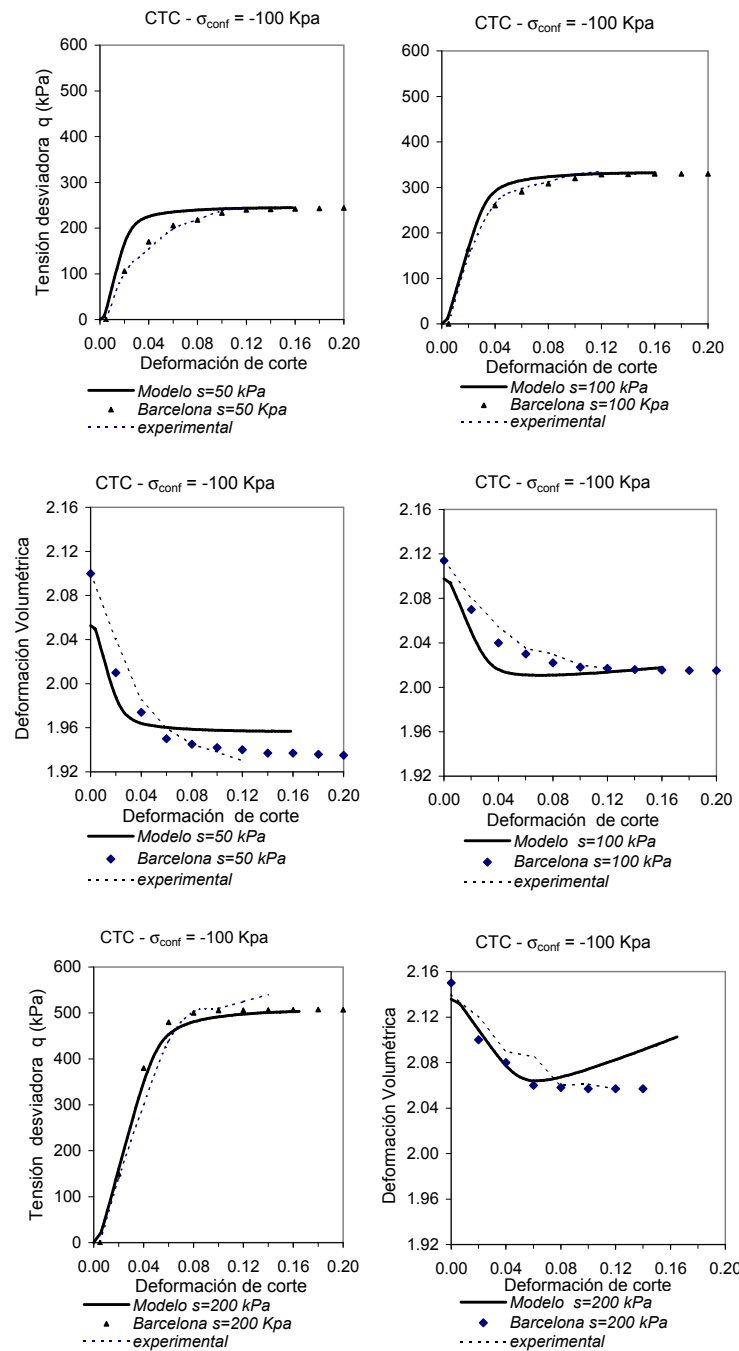 CTC - σconf = -100 Kpa
Tensión desviadora q (kPa)
600
500
400
300
200
100
0
0.00 0.04 0.08 0.12 0.16 0.20
Deformación de corte
Modelo s=50 kPa
Barcelona s=50 Kpa
experimental
CTC - σconf = -100 Kpa
600
500
400
300
200
100
0
0.00 0.04 0.08 0.12 0.16 0.20
Deformación de corte
Modelo s=100 kPa
Barcelona s=100 Kpa
experimental
CTC - σconf = -100 Kpa
Deformación Volumétrica
2.16
2.12
2.08
2.04
2.00
1.96
1.92
0.00 0.04 0.08 0.12 0.16 0.20
Deformación de corte
Modelo s=50 kPa
Barcelona s=50 kPa
experimental
CTC - σconf = -100 Kpa
2.16
2.12
2.08
2.04
2.00
1.96
1.92
0.00 0.04 0.08 0.12 0.16 0.20
Deformación de corte
Modelo s=100 kPa
Barcelona s=100 kPa
experimental
CTC - σconf = -100 Kpa
Tensión desviadora q (kPa)
600
500
400
300
200
100
0
0.00 0.04 0.08 0.12 0.16 0.20
Deformación de corte
Modelo s=200 kPa
Barcelona s=200 Kpa
experimental
CTC - σconf = -100 Kpa
Deformación Volumétrica
2.16
2.12
2.08
2.04
2.00
1.96
1.92
0.00 0.04 0.08 0.12 0.16 0.20
Deformación de corte
Modelo s=200 kPa
Barcelona s=200 kPa
experimental